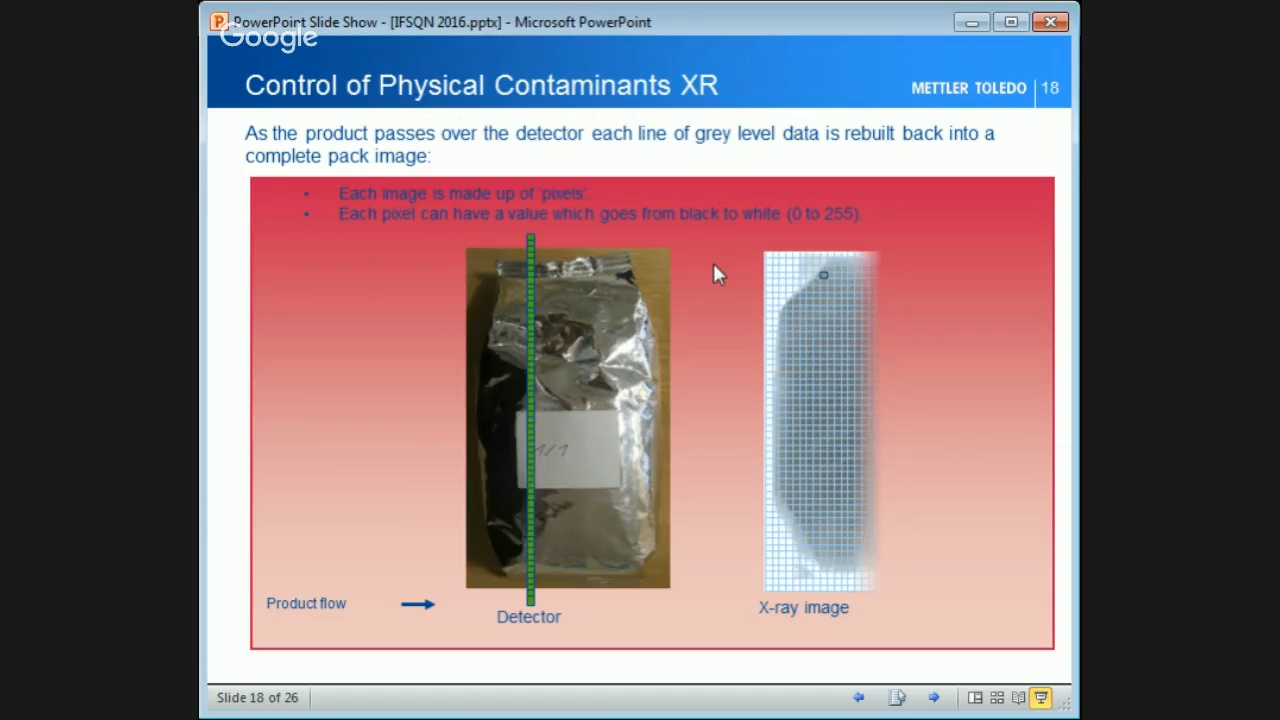 PowerPoint Slide Show - [IFSQN 2016.pptx] - Microsoft PowerPoint
Google
Control of Physical Contaminants XR
METTLER TOLEDO
18
As the product passes over the detector each line of grey level data is rebuilt back into a
complete pack image:
• Each image is made up of 'pixels'.
• Each pixel can have a value which goes from black to white (0 to 255).
1/1
Product flow
Detector
X-ray image
Slide 18 of 26